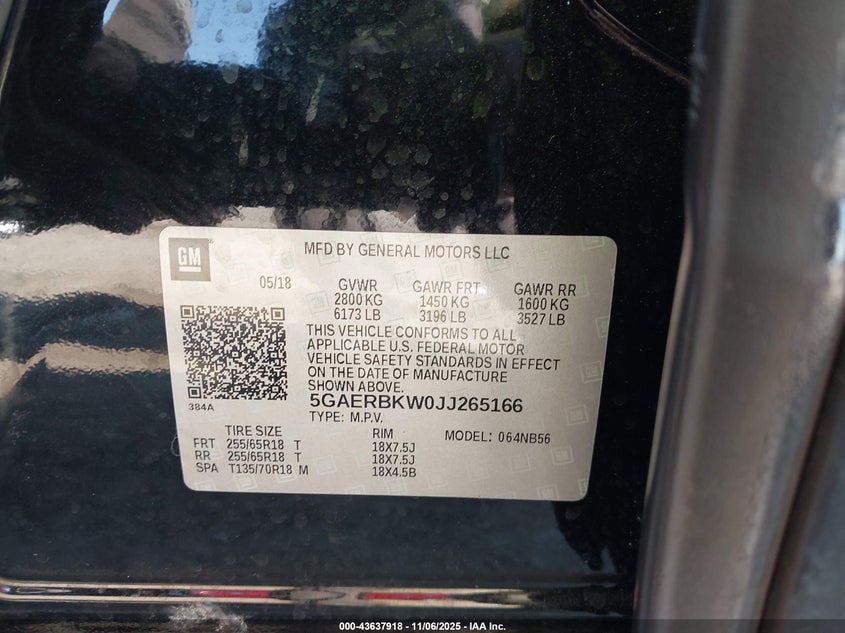 GM
MFD BY GENERAL MOTORS LLC
05/18 GVWR GAWR FRT GAWR RR
2800 KG 1450 KG 1600 KG
6173 LB 3196 LB 3527 LB
THIS VEHICLE CONFORMS TO ALL
APPLICABLE U.S. FEDERAL MOTOR
VEHICLE SAFETY STANDARDS IN EFFECT
ON THE DATE OF MANUFACTURE
SHOWN ABOVE.
384A
5GAERBKW0JJ265166
TYPE: M.P.V.
TIRE SIZE RIM MODEL: 064NB56
FRT 255/65R18 T 18X7.5J
RR 255/65R18 T 18X7.5J
SPA T135/70R18 M 18X4.5B
000-43637918 - 11/06/2025 - IAA Inc.